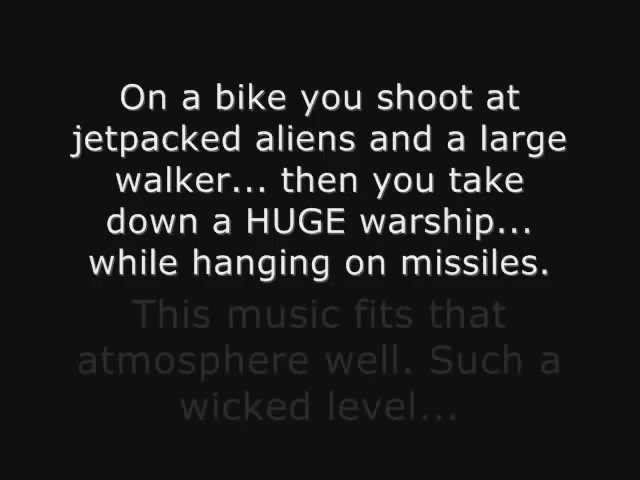 On a bike you shoot at
jetpacked aliens and a large
walker... then you take
down a HUGE warship...
while hanging on missiles.
This music fits that
atmosphere well. Such a
wicked level...